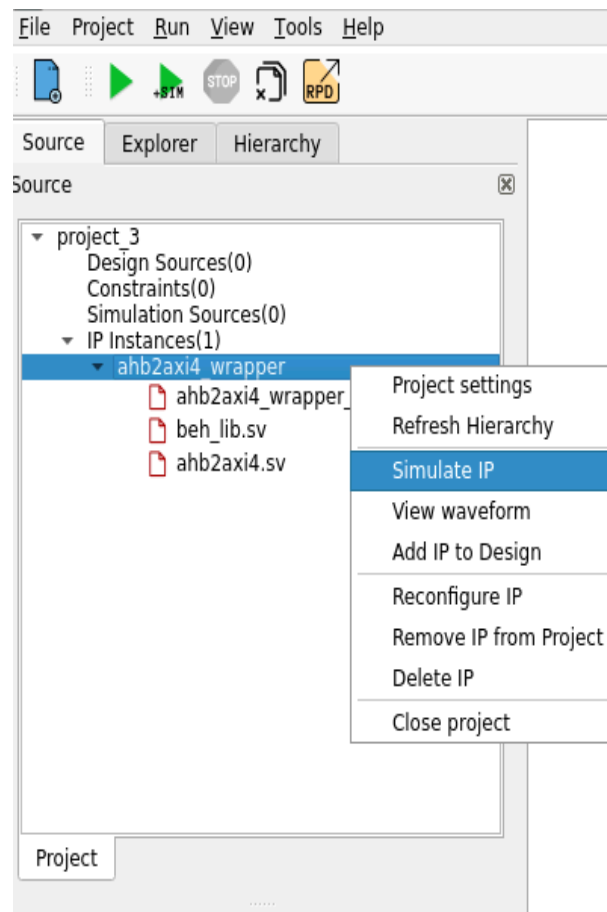 File Project Run View Tools Help
+SIM STOP RPD
Source Explorer Hierarchy
Source
project_3
Design Sources(0)
Constraints(0)
Simulation Sources(0)
IP Instances(1)
ahb2axi4_wrapper
ahb2axi4_wrapper_
beh_lib.sv
ahb2axi4.sv
Project settings
Refresh Hierarchy
Simulate IP
View waveform
Add IP to Design
Reconfigure IP
Remove IP from Project
Delete IP
Close project
Project